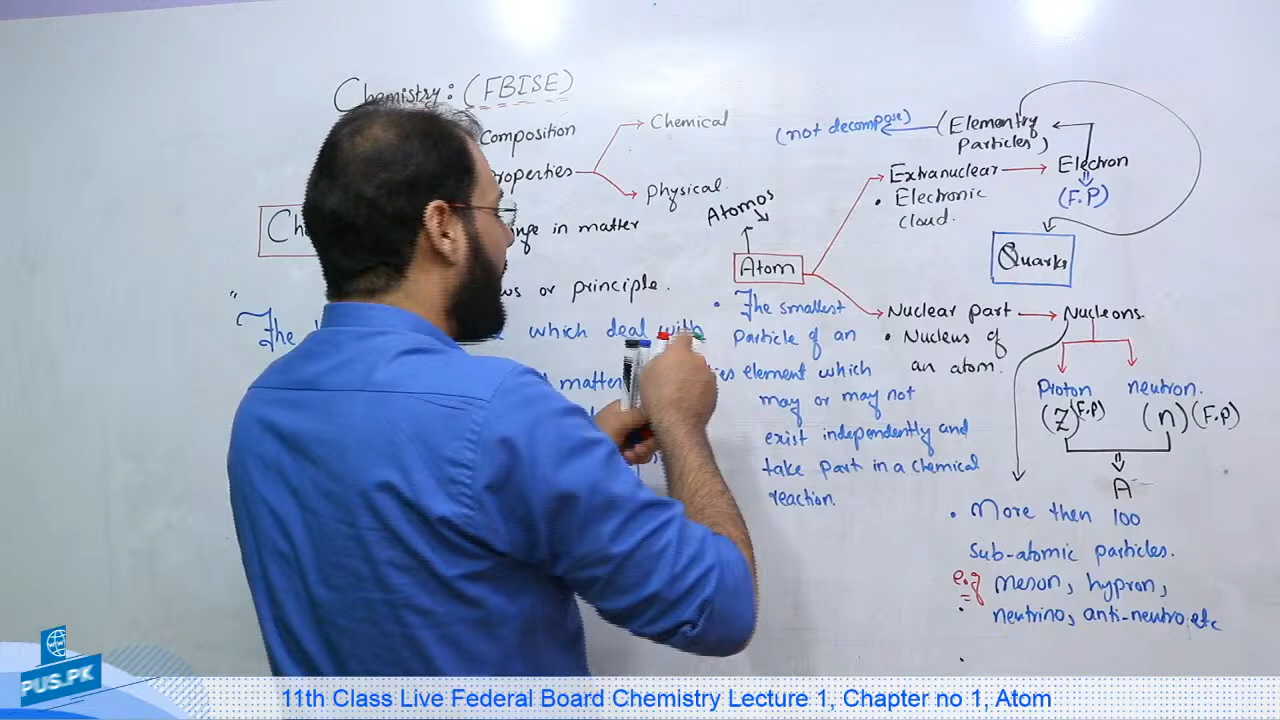 Chemistry: (FBISE)
Composition
Chemical
Physical.
in matter
or principle.
" The
which deal with
matter
Atomos
Atom
• The smallest
Particle of an
element which
may or may not
exist independently and
take part in a chemical
reaction.
(not decompose)
(Elementry
Particles)
Extranuclear
Electron
(F.P)
• Electronic
cloud.
Quarks
Nuclear part
Nucleons.
• Nucleus of
an atom.
Proton
neutron.
(Z)(F.P)
(n)(F.P)
A
• More then 100
sub-atomic particles.
e.g meson, hypron,
neutrino, anti-neutro etc
PUS.PK
11th Class Live Federal Board Chemistry Lecture 1, Chapter no 1, Atom